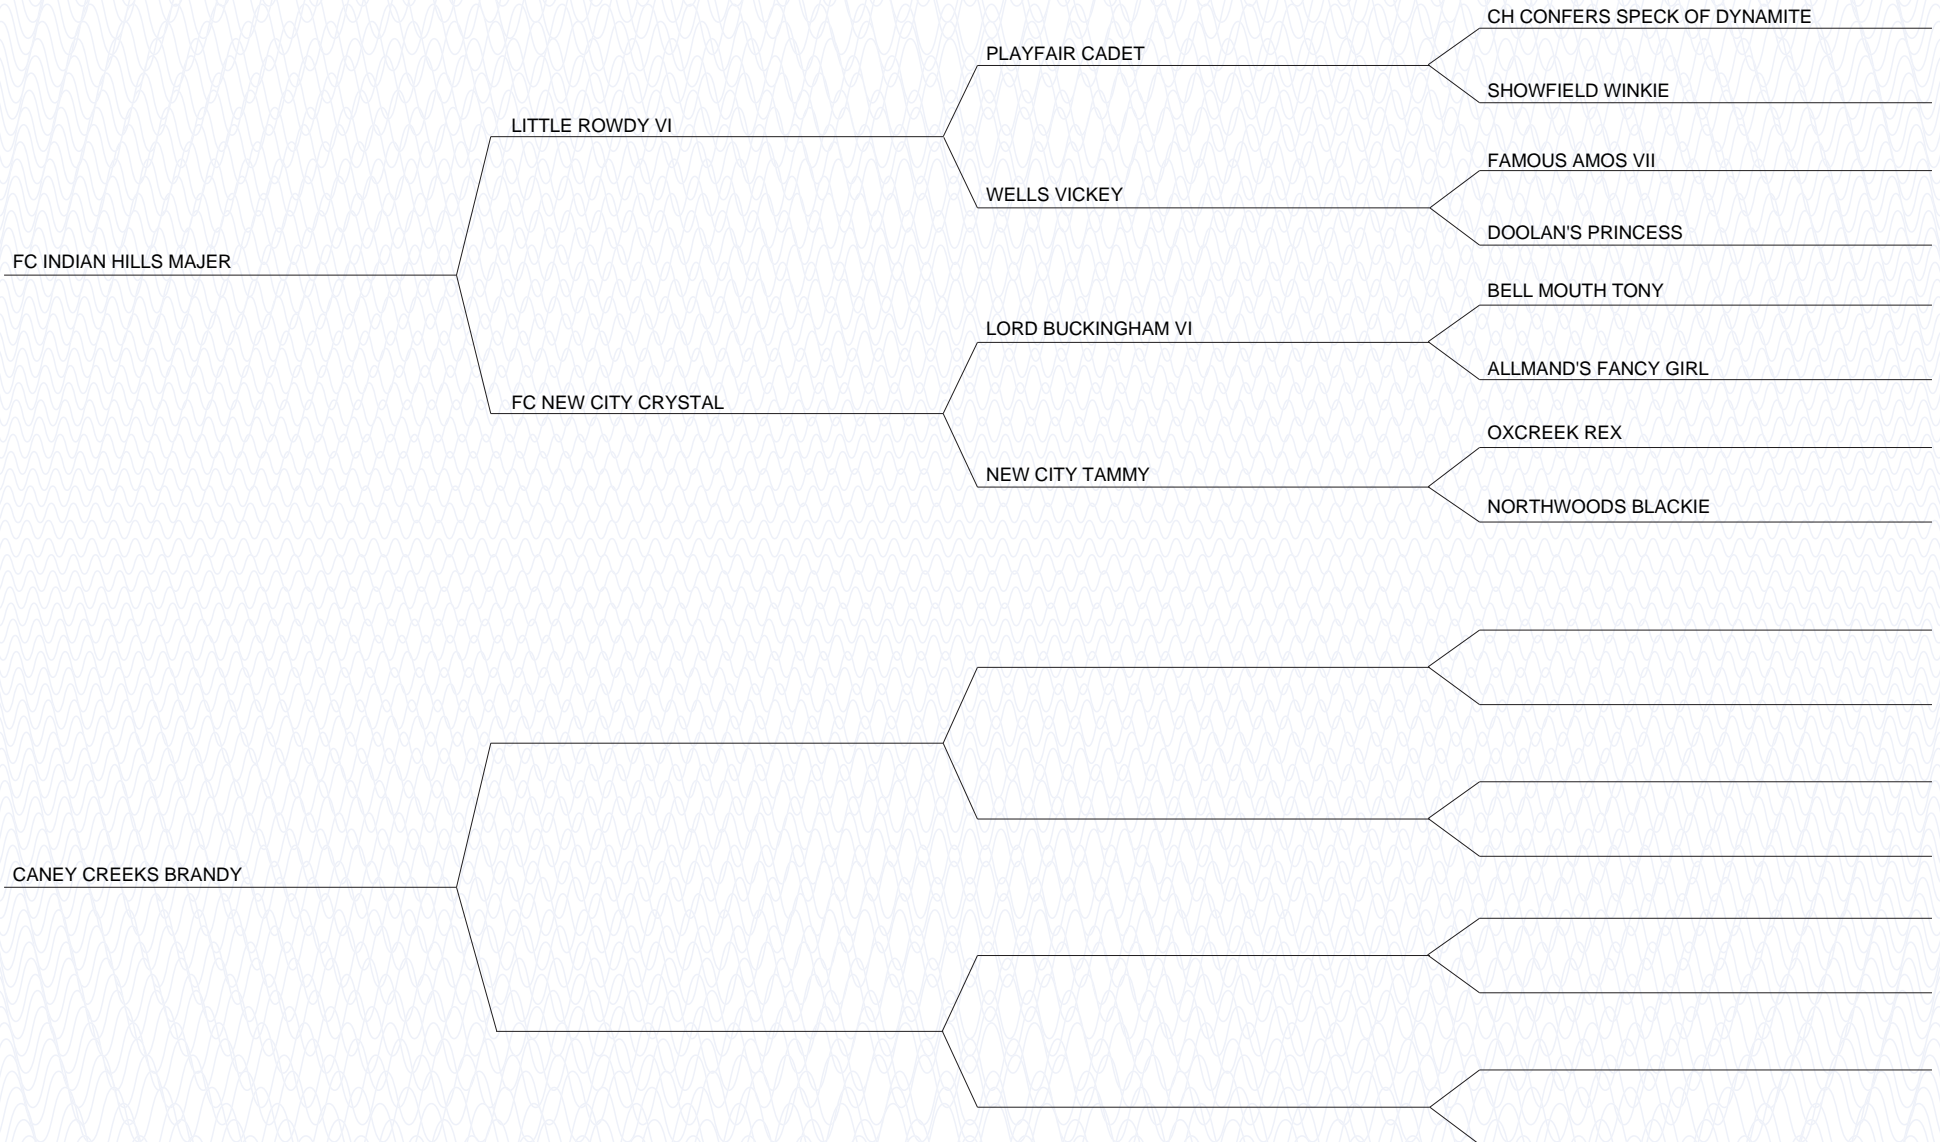 CH CONFERS SPECK OF DYNAMITE
PLAYFAIR CADET
SHOWFIELD WINKIE
LITTLE ROWDY VI
FAMOUS AMOS VII
WELLS VICKEY
DOOLAN'S PRINCESS
FC INDIAN HILLS MAJER
BELL MOUTH TONY
LORD BUCKINGHAM VI
ALLMAND'S FANCY GIRL
FC NEW CITY CRYSTAL
OXCREEK REX
NEW CITY TAMMY
NORTHWOODS BLACKIE
CANEY CREEKS BRANDY